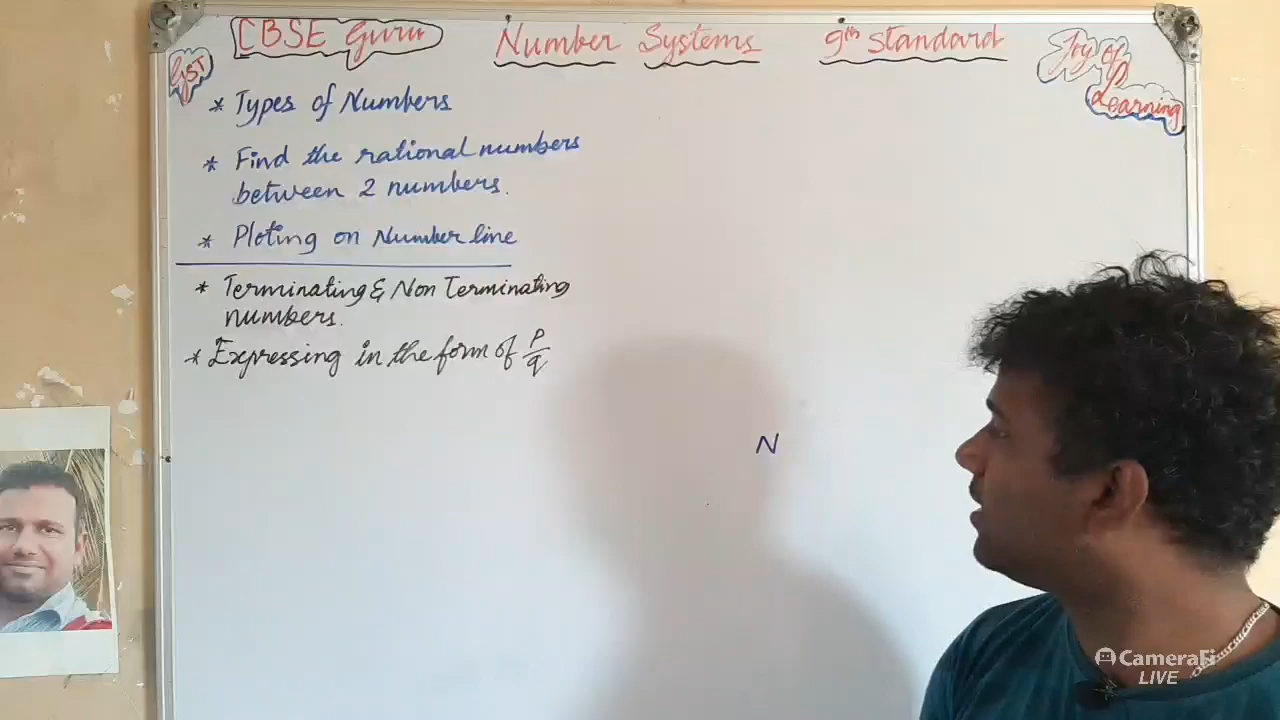 CBSE Guru
Number Systems
9th Standard
GST
Joy of
Learning
* Types of Numbers
* Find the rational numbers
between 2 numbers.
* Ploting on Number line
* Terminating & Non Terminating
numbers.
* Expressing in the form of p/q
N
CameraFi
LIVE